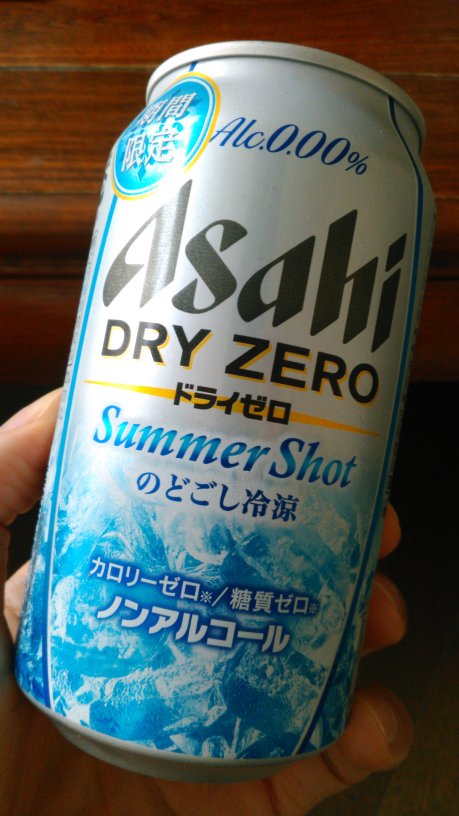 期間
限定
Alc.0.00%
Asahi
DRY ZERO
ドライゼロ
Summer Shot
のどごし冷涼
カロリーゼロ※/糖質ゼロ※
ノンアルコール